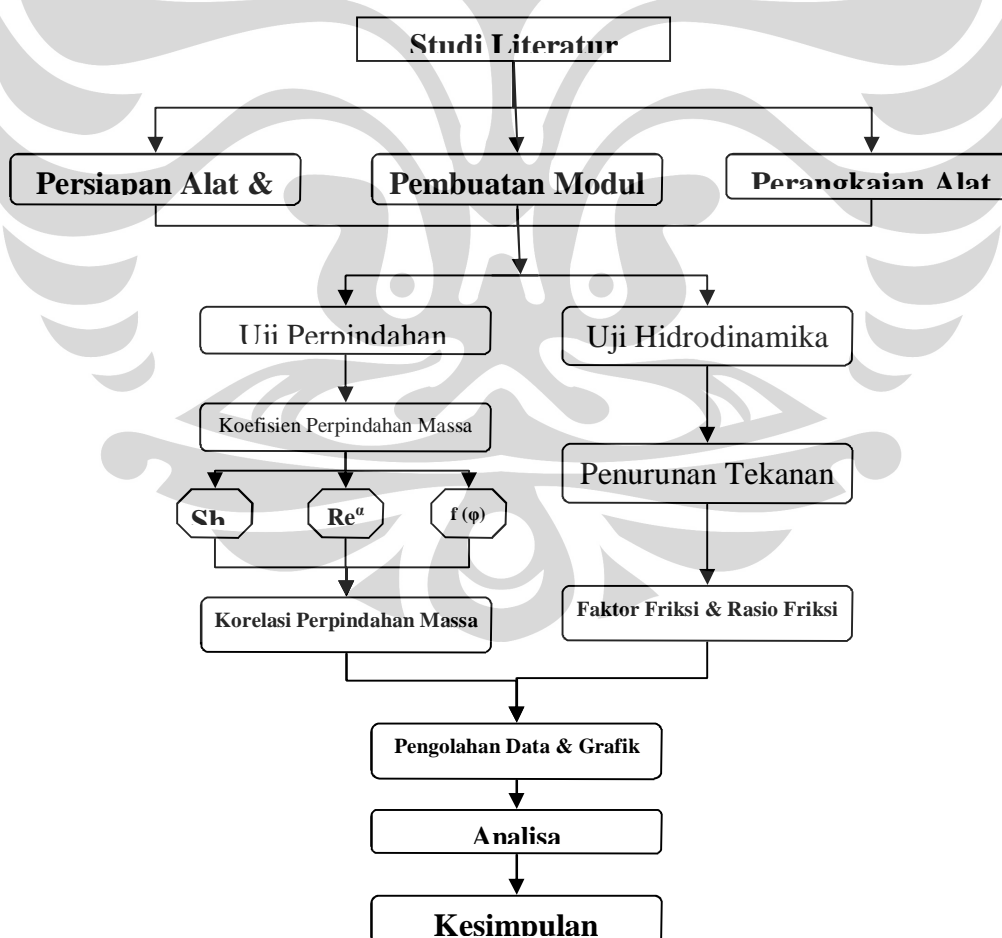 Studi Literatur
Persiapan Alat &
Pembuatan Modul
Perangkaian Alat
Uji Perpindahan
Uji Hidrodinamika
Koefisien Perpindahan Massa
Penurunan Tekanan
Sh
Re^α
f (φ)
Korelasi Perpindahan Massa
Faktor Friksi & Rasio Friksi
Pengolahan Data & Grafik
Analisa
Kesimpulan